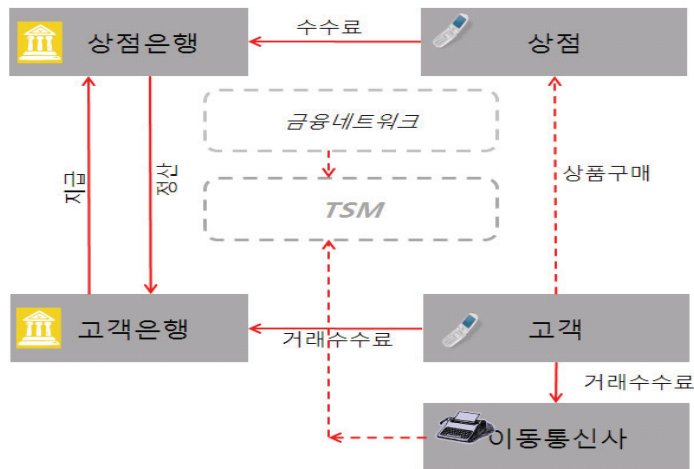 수수료
상점은행
상점
금융네트워크
지급
정산
상품구매
TSM
고객은행
거래수수료
고객
거래수수료
이동통신사